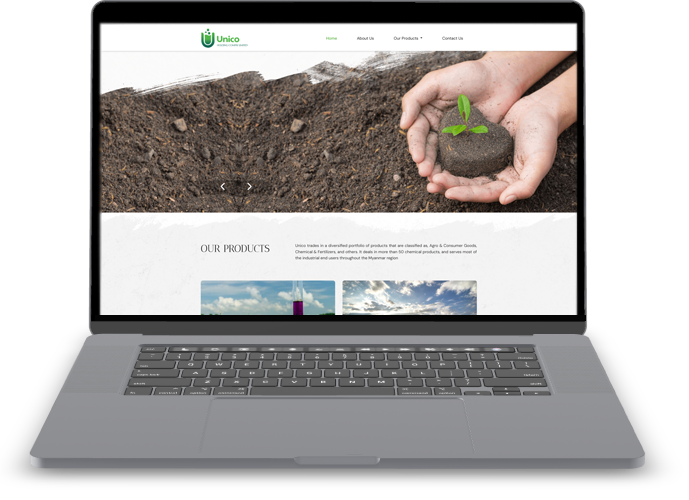 Unico
Home About Us Our Products Contact Us
OUR PRODUCTS
Unico trades in a diversified portfolio of products that are classified as, Agro & Consumer Goods,
Chemical & Fertilizers, and others. It deals in more than 50 chemical products, and serves most of
the industrial end users throughout the Myanmar region